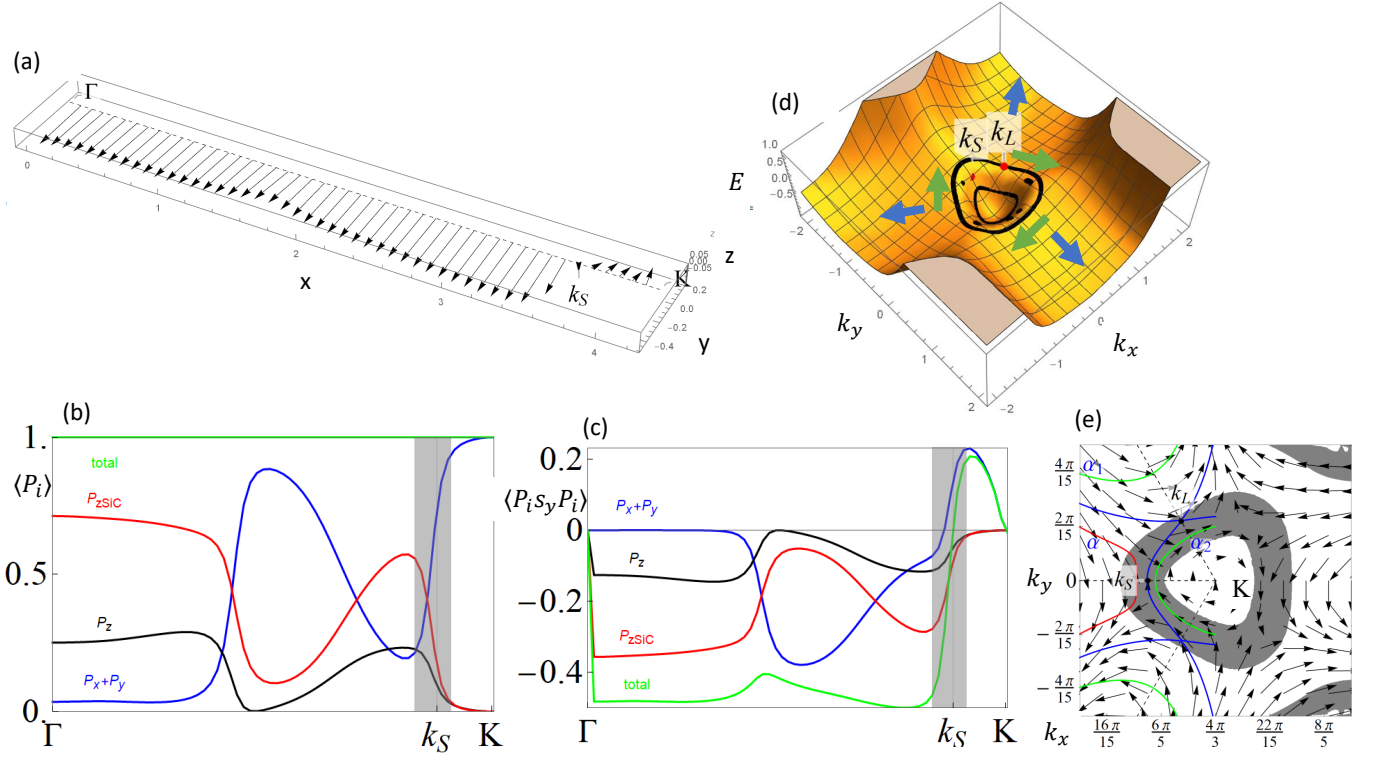 (a)
Γ
0
1
2
3
4
x
k_S
K
z
0.05
0.00
-0.05
0.2
0.0
-0.2
-0.4
y
(d)
k_S k_L
1.0
0.5
0.0
-0.5
E
-2
-1
0
1
2
k_y
2
1
0
-1
-2
k_x
(b)
1.
0.5
0.
⟨P_i⟩
total
P_zSiC
P_z
P_x+P_y
Γ
k_S
K
(c)
0.2
0
-0.2
-0.4
⟨P_i s_y P_i⟩
P_x+P_y
P_z
P_zSiC
total
Γ
k_S
K
(e)
4π/15
2π/15
k_y 0
-2π/15
-4π/15
α_1
k_L
α
α_2
k_S
K
k_x
16π/15
6π/5
4π/3
22π/15
8π/5